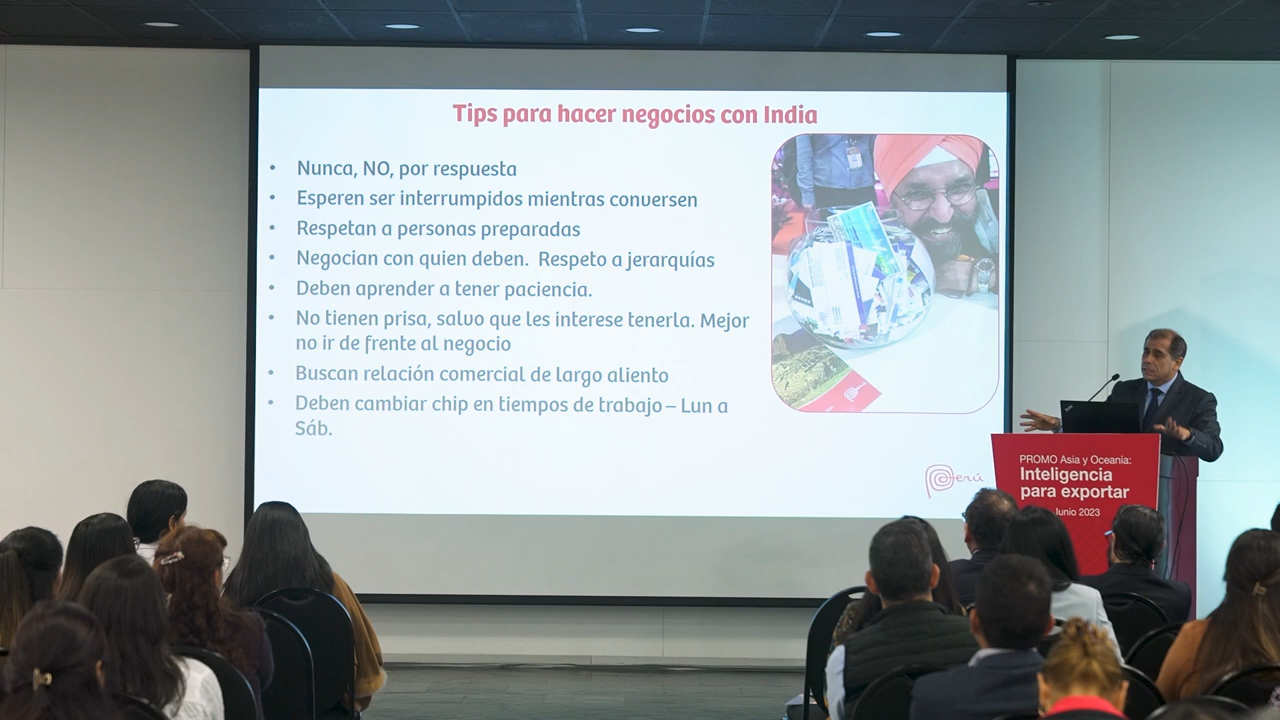 Tips para hacer negocios con India
• Nunca, NO, por respuesta
• Esperen ser interrumpidos mientras conversen
• Respetan a personas preparadas
• Negocian con quien deben.  Respeto a jerarquías
• Deben aprender a tener paciencia.
• No tienen prisa, salvo que les interese tenerla. Mejor
no ir de frente al negocio
• Buscan relación comercial de largo aliento
• Deben cambiar chip en tiempos de trabajo – Lun a
Sáb.
Perú
PROMO Asia y Oceanía:
Inteligencia
para exportar
Junio 2023